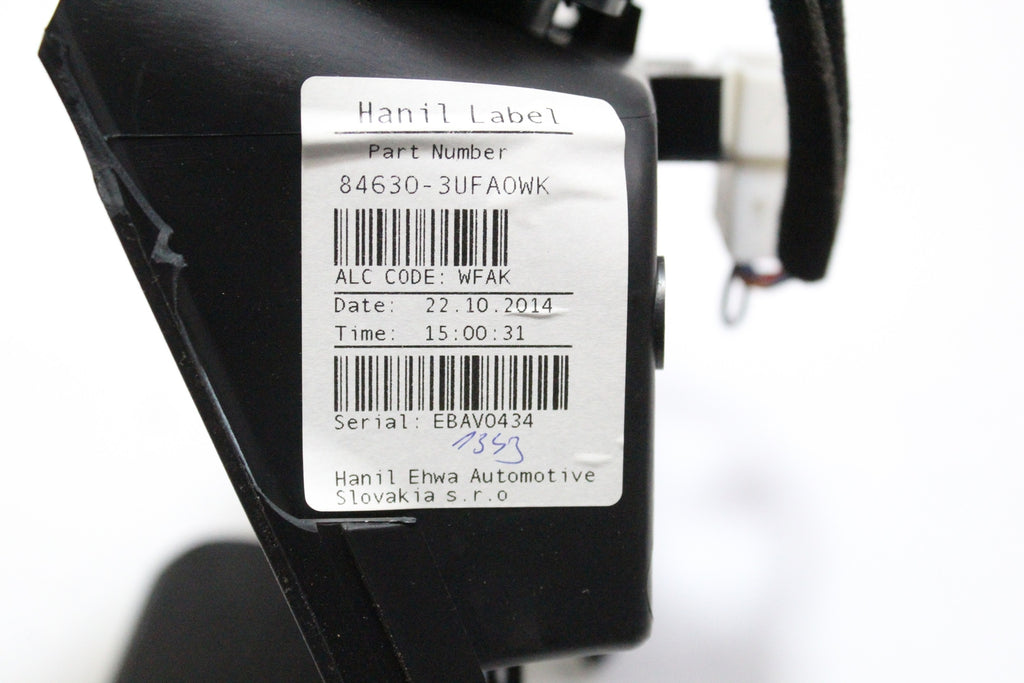 Hanil Label
Part Number
84630-3UFA0WK
ALC CODE: WFAK
Date: 22.10.2014
Time: 15:00:31
Serial: EBAV0434
1343
Hanil Ehwa Automotive
Slovakia s.r.o